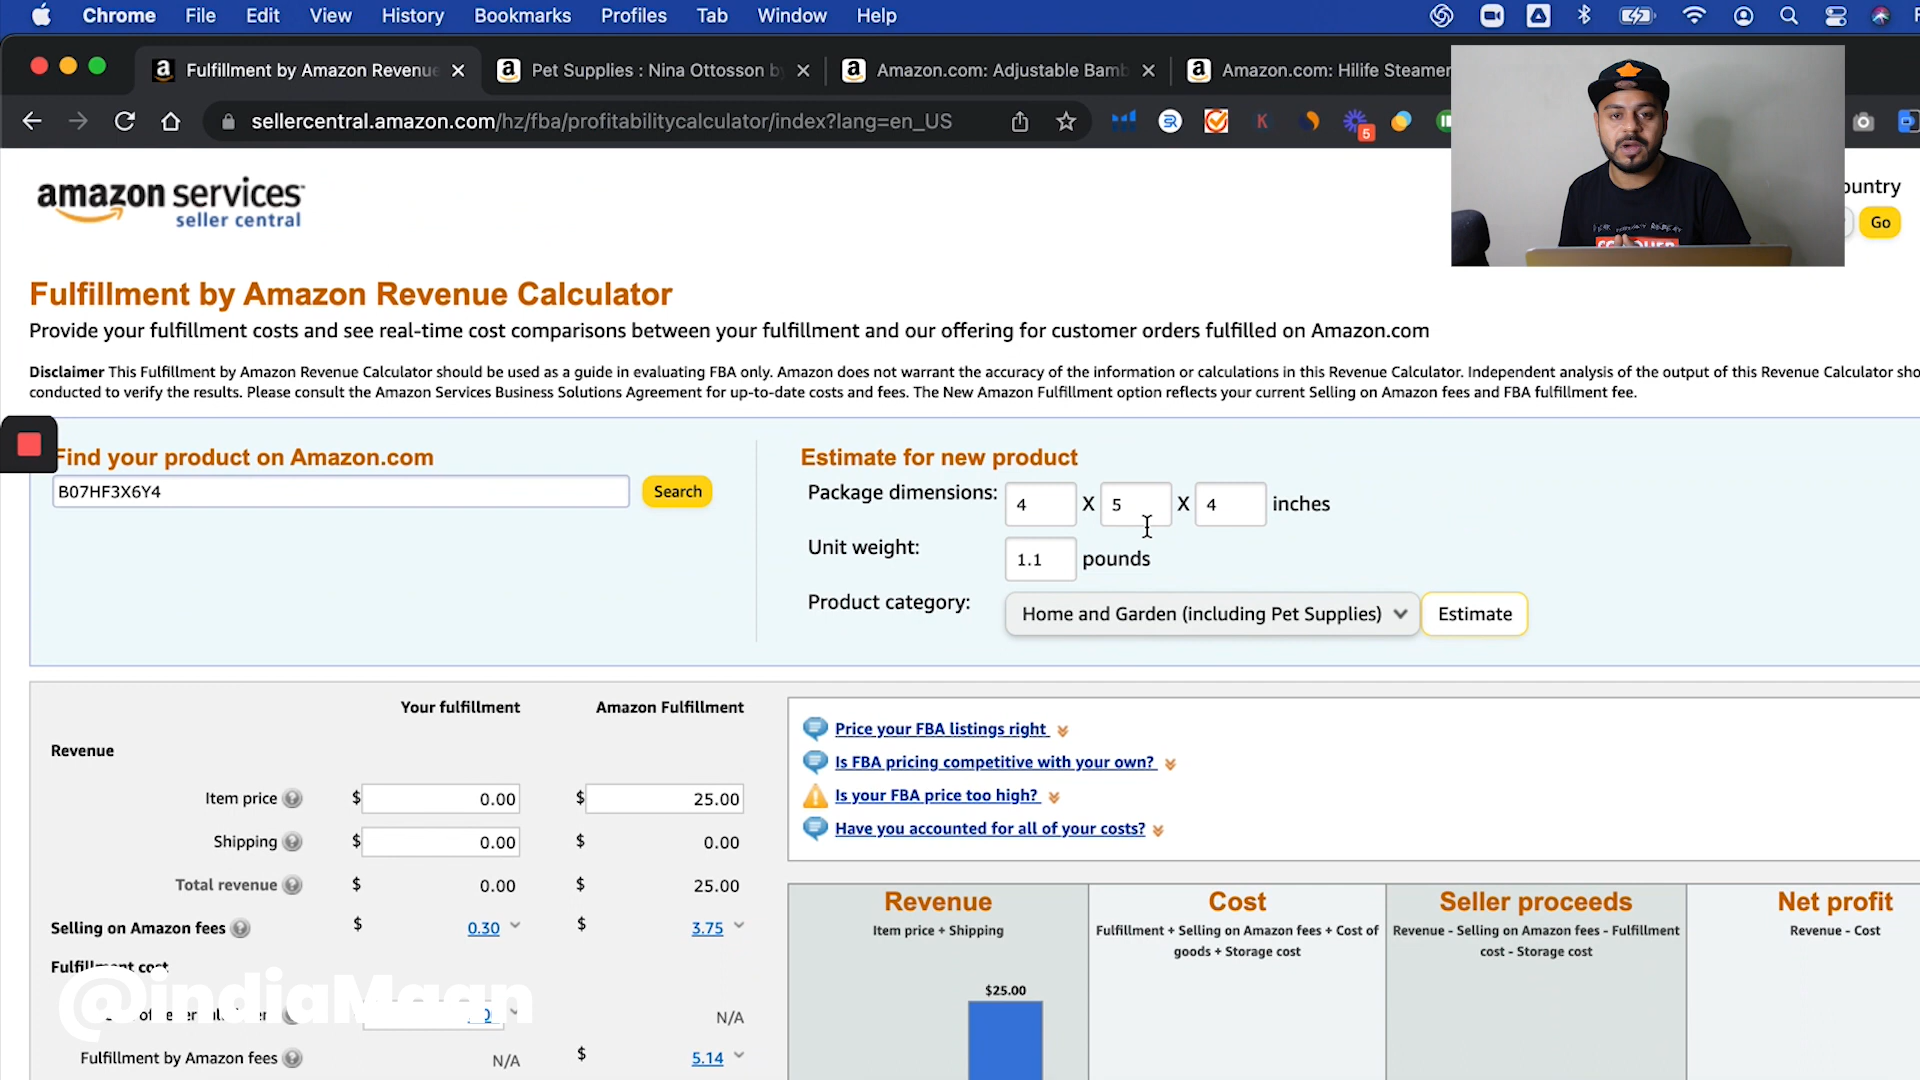 Chrome File Edit View History Bookmarks Profiles Tab Window Help
Fulfillment by Amazon Revenue
Pet Supplies : Nina Ottosson by
Amazon.com: Adjustable Bamb
Amazon.com: Hilife Steamer
sellercentral.amazon.com/hz/fba/profitabilitycalculator/index?lang=en_US
K
5
amazon services
seller central
Go
Fulfillment by Amazon Revenue Calculator
Provide your fulfillment costs and see real-time cost comparisons between your fulfillment and our offering for customer orders fulfilled on Amazon.com
Disclaimer This Fulfillment by Amazon Revenue Calculator should be used as a guide in evaluating FBA only. Amazon does not warrant the accuracy of the information or calculations in this Revenue Calculator. Independent analysis of the output of this Revenue Calculator
conducted to verify the results. Please consult the Amazon Services Business Solutions Agreement for up-to-date costs and fees. The New Amazon Fulfillment option reflects your current Selling on Amazon fees and FBA fulfillment fee.
Find your product on Amazon.com
B07HF3X6Y4
Search
Estimate for new product
Package dimensions: 4 X 5 X 4 inches
Unit weight: 1.1 pounds
Product category: Home and Garden (including Pet Supplies) Estimate
Your fulfillment Amazon Fulfillment
Revenue
Item price $ 0.00 $ 25.00
Shipping $ 0.00 $ 0.00
Total revenue $ 0.00 $ 25.00
Selling on Amazon fees $ 0.30 $ 3.75
Fulfillment cost
@indiaMaan
N/A
Fulfillment by Amazon fees N/A $ 5.14
Price your FBA listings right
Is FBA pricing competitive with your own?
Is your FBA price too high?
Have you accounted for all of your costs?
Revenue
Item price + Shipping
$25.00
Cost
Fulfillment + Selling on Amazon fees + Cost of
goods + Storage cost
Seller proceeds
Revenue - Selling on Amazon fees - Fulfillment
cost - Storage cost
Net profit
Revenue - Cost